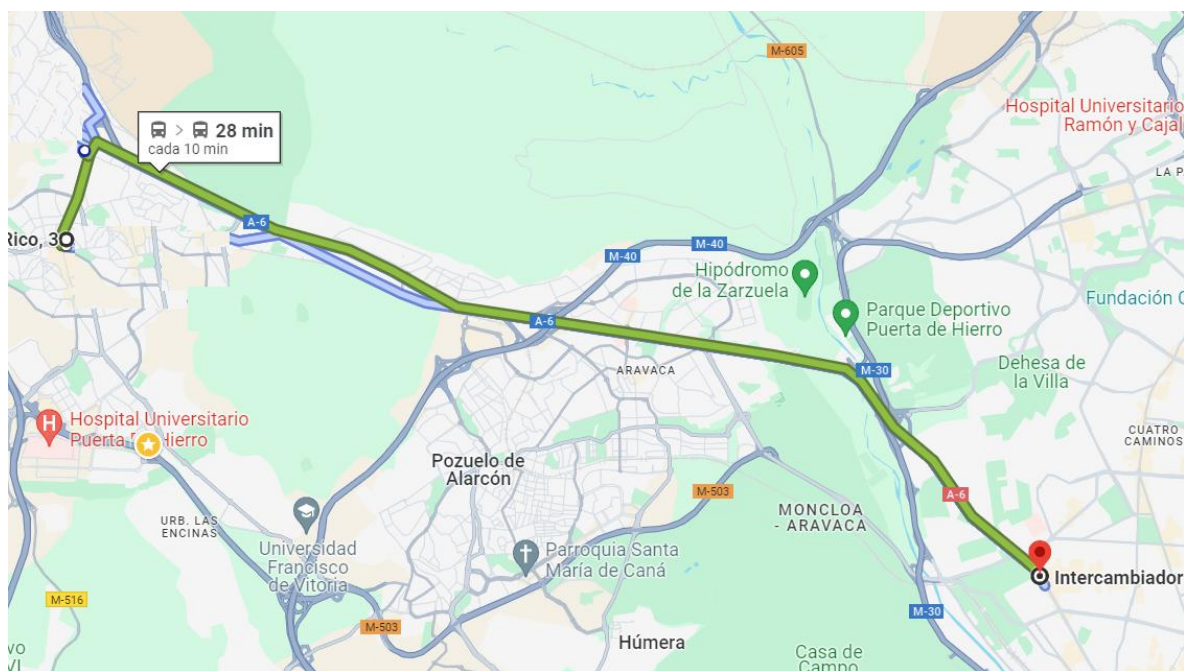 M-605
Hospital Universitario
Ramón y Cajal
28 min
cada 10 min
LA P
A-6
Rico, 3
M-40
M-40
Hipódromo
de la Zarzuela
Fundación
Parque Deportivo
Puerta de Hierro
A-6
Dehesa de
la Villa
ARAVACA
M-30
H
Hospital Universitario
Puerta De Hierro
CUATRO
CAMINOS
Pozuelo de
Alarcón
M-503
A-6
MONCLOA
- ARAVACA
URB. LAS
ENCINAS
Universidad
Francisco
de Vitoria
Parroquia Santa
María de Caná
Intercambiador
M-516
M-30
M-503
Húmera
Casa de
Campo